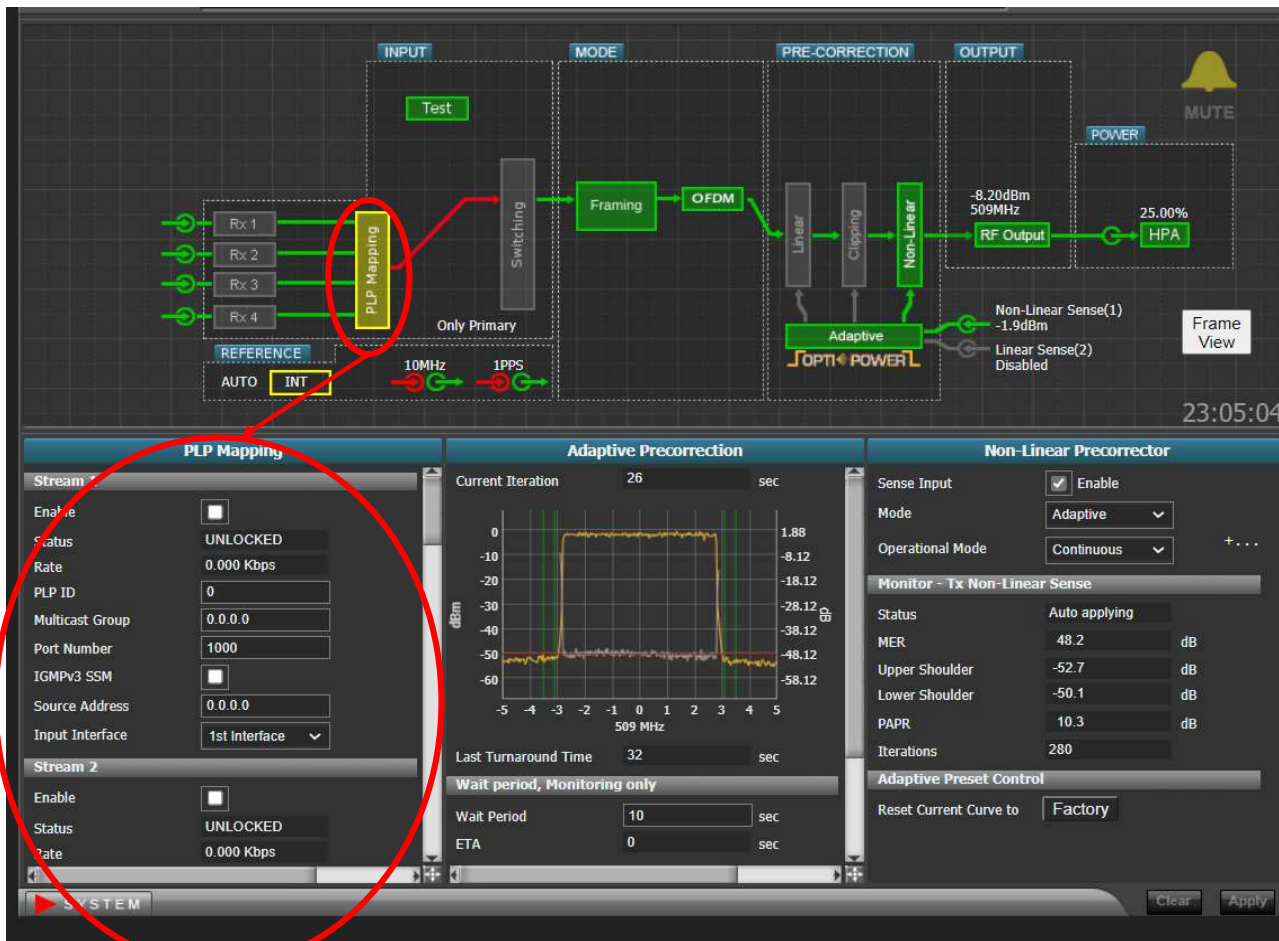 INPUT
MODE
PRE-CORRECTION
OUTPUT
MUTE
Test
POWER
Rx 1
Rx 2
Rx 3
Rx 4
PLP Mapping
Switching
Only Primary
Framing
OFDM
Linear
Clipping
Non-Linear
-8.20dBm
509MHz
RF Output
25.00%
HPA
Adaptive
OPTI POWER
Non-Linear Sense(1)
-1.9dBm
Linear Sense(2)
Disabled
Frame
View
REFERENCE
AUTO INT
10MHz 1PPS
23:05:04
PLP Mapping
Stream 1
Enable
Status UNLOCKED
Rate 0.000 Kbps
PLP ID 0
Multicast Group 0.0.0.0
Port Number 1000
IGMPv3 SSM
Source Address 0.0.0.0
Input Interface 1st Interface
Stream 2
Enable
Status UNLOCKED
Rate 0.000 Kbps
Adaptive Precorrection
Current Iteration 26 sec
0 1.88
-10 -8.12
-20 -18.12
-30 -28.12
-40 -38.12
-50 -48.12
-60 -58.12
dBm
dB
-5 -4 -3 -2 -1 0 1 2 3 4 5
509 MHz
Last Turnaround Time 32 sec
Wait period, Monitoring only
Wait Period 10 sec
ETA 0 sec
Non-Linear Precorrector
Sense Input Enable
Mode Adaptive
Operational Mode Continuous +...
Monitor - Tx Non-Linear Sense
Status Auto applying
MER 48.2 dB
Upper Shoulder -52.7 dB
Lower Shoulder -50.1 dB
PAPR 10.3 dB
Iterations 280
Adaptive Preset Control
Reset Current Curve to Factory
SYSTEM
Clear Apply